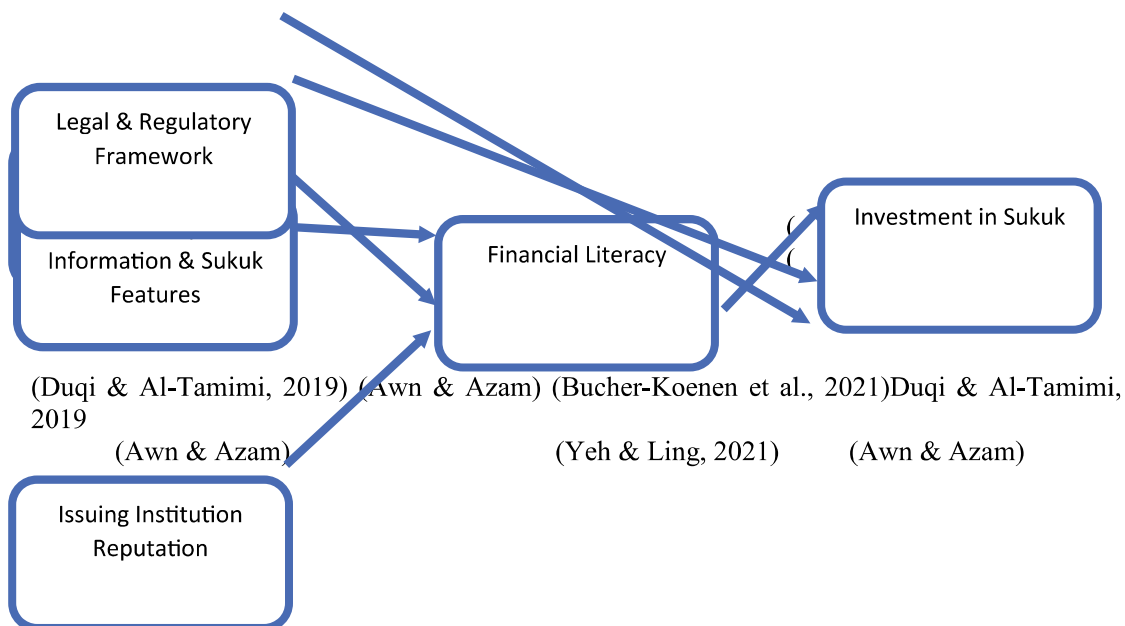 Legal & Regulatory
Framework
Information & Sukuk
Features
Financial Literacy
(
(
Investment in Sukuk
(Duqi & Al-Tamimi, 2019) (Awn & Azam) (Bucher-Koenen et al., 2021)Duqi & Al-Tamimi,
2019
(Awn & Azam) (Yeh & Ling, 2021) (Awn & Azam)
Issuing Institution
Reputation